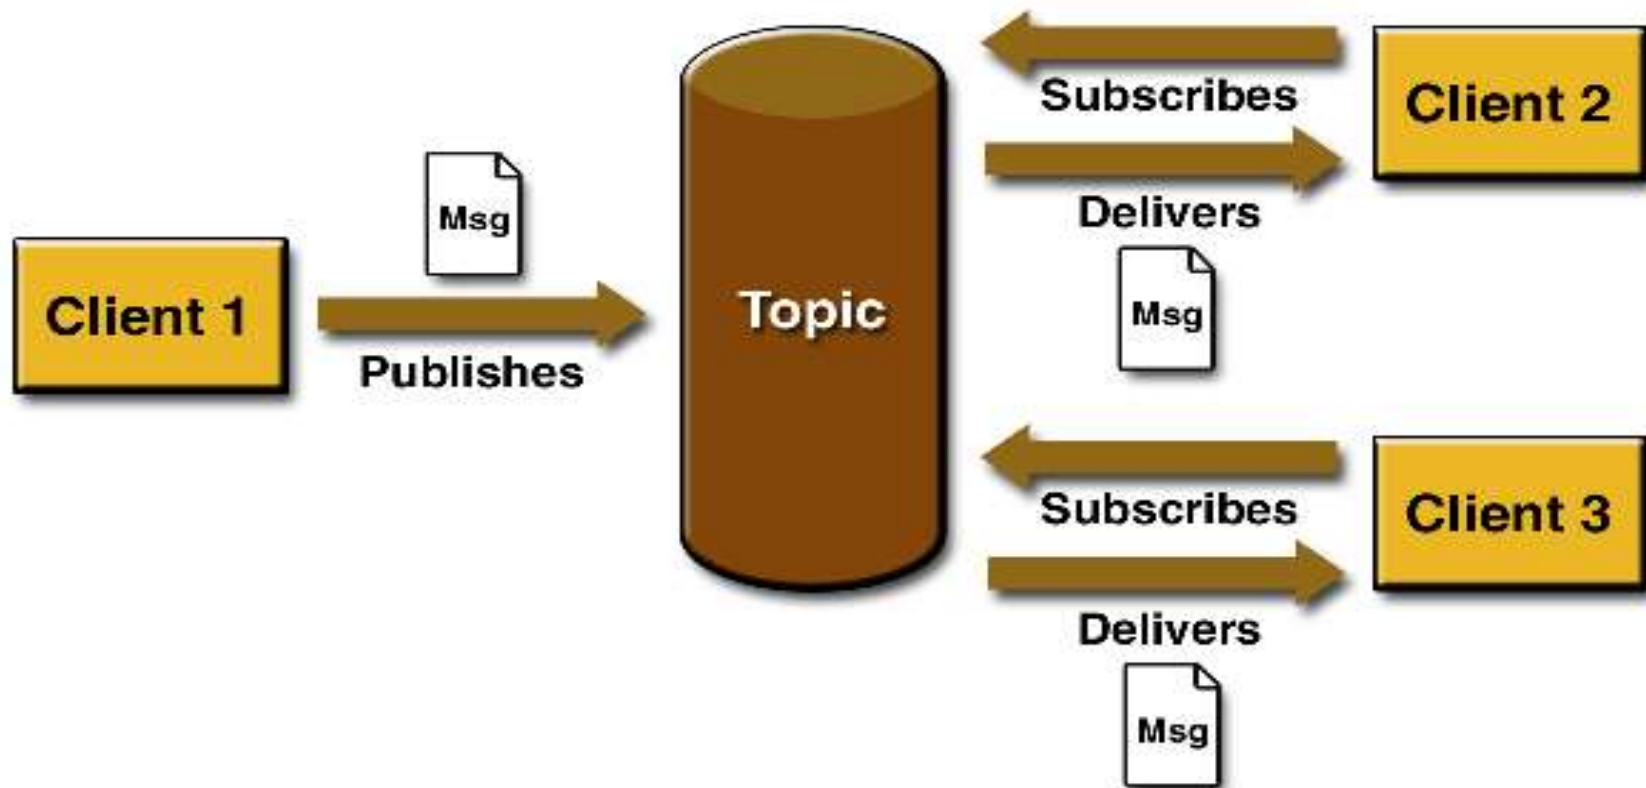 Subscribes
Client 2
Msg
Delivers
Client 1
Topic
Msg
Publishes
Subscribes
Client 3
Delivers
Msg